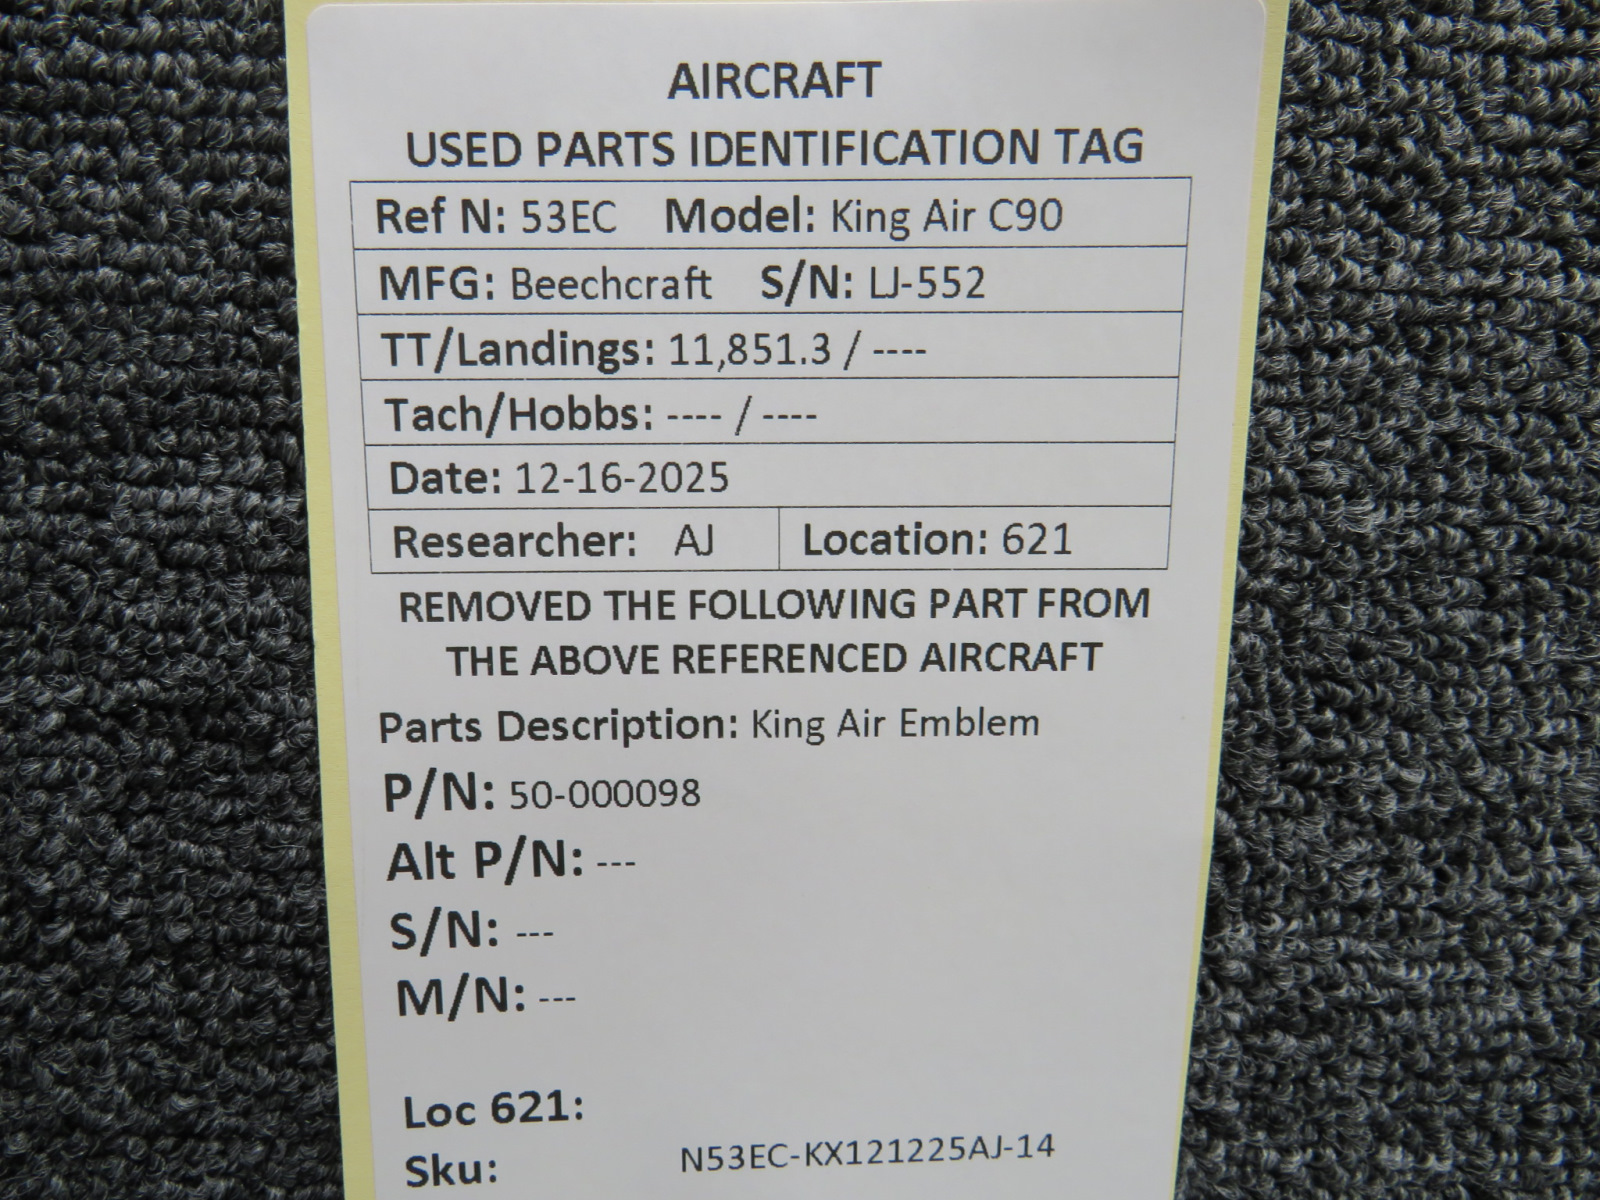 AIRCRAFT
USED PARTS IDENTIFICATION TAG
Ref N: 53EC Model: King Air C90
MFG: Beechcraft S/N: LJ-552
TT/Landings: 11,851.3 / ----
Tach/Hobbs: ---- / ----
Date: 12-16-2025
Researcher: AJ Location: 621
REMOVED THE FOLLOWING PART FROM
THE ABOVE REFERENCED AIRCRAFT
Parts Description: King Air Emblem
P/N: 50-000098
Alt P/N: ---
S/N: ---
M/N: ---
Loc 621:
Sku: N53EC-KX121225AJ-14